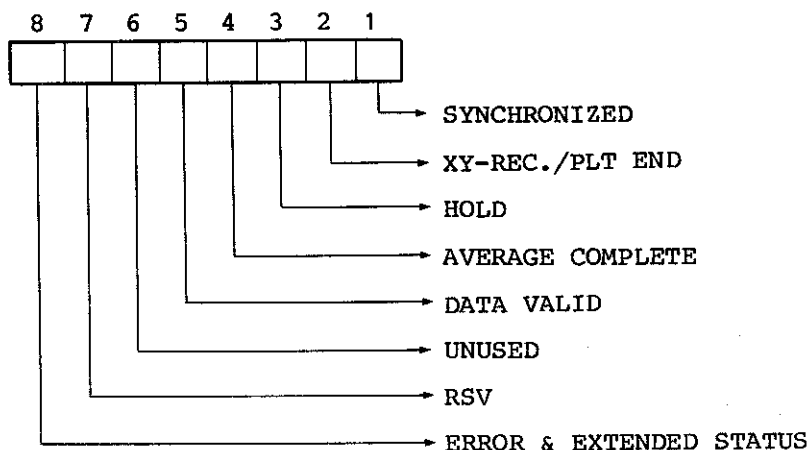 8 7 6 5 4 3 2 1
SYNCHRONIZED
XY-REC./PLT END
HOLD
AVERAGE COMPLETE
DATA VALID
UNUSED
RSV
ERROR & EXTENDED STATUS